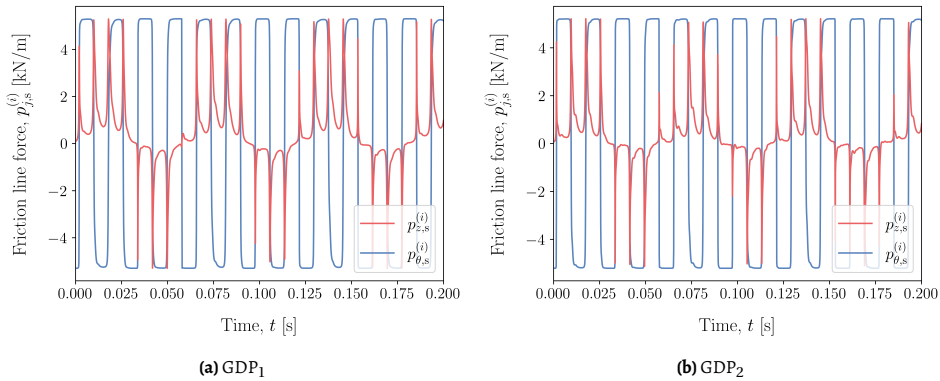 Friction line force, p_{j,s}^{(i)} [kN/m]
4
2
0
−2
−4
p_{z,s}^{(i)}
p_{θ,s}^{(i)}
0.000 0.025 0.050 0.075 0.100 0.125 0.150 0.175 0.200
Time, t [s]
(a) GDP₁
Friction line force, p_{j,s}^{(i)} [kN/m]
4
2
0
−2
−4
p_{z,s}^{(i)}
p_{θ,s}^{(i)}
0.000 0.025 0.050 0.075 0.100 0.125 0.150 0.175 0.200
Time, t [s]
(b) GDP₂